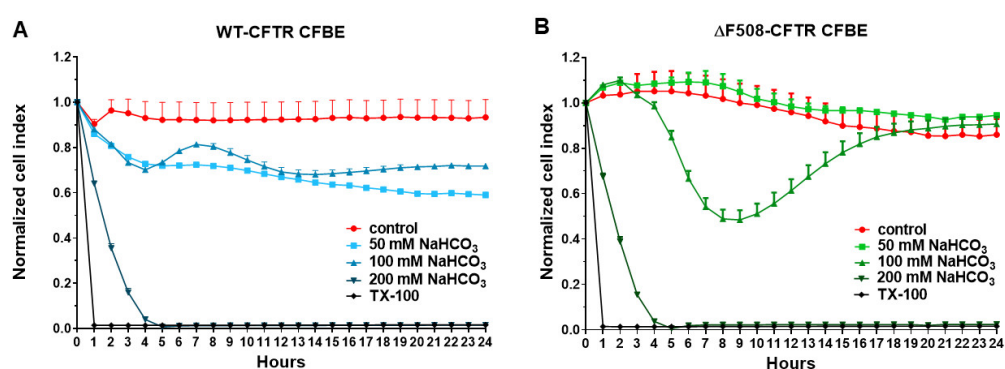 A
WT-CFTR CFBE
Normalized cell index
1.2
1.0
0.8
0.6
0.4
0.2
0.0
control
50 mM NaHCO₃
100 mM NaHCO₃
200 mM NaHCO₃
TX-100
0 1 2 3 4 5 6 7 8 9 10 11 12 13 14 15 16 17 18 19 20 21 22 23 24
Hours
B
ΔF508-CFTR CFBE
Normalized cell index
1.2
1.0
0.8
0.6
0.4
0.2
0.0
control
50 mM NaHCO₃
100 mM NaHCO₃
200 mM NaHCO₃
TX-100
0 1 2 3 4 5 6 7 8 9 10 11 12 13 14 15 16 17 18 19 20 21 22 23 24
Hours